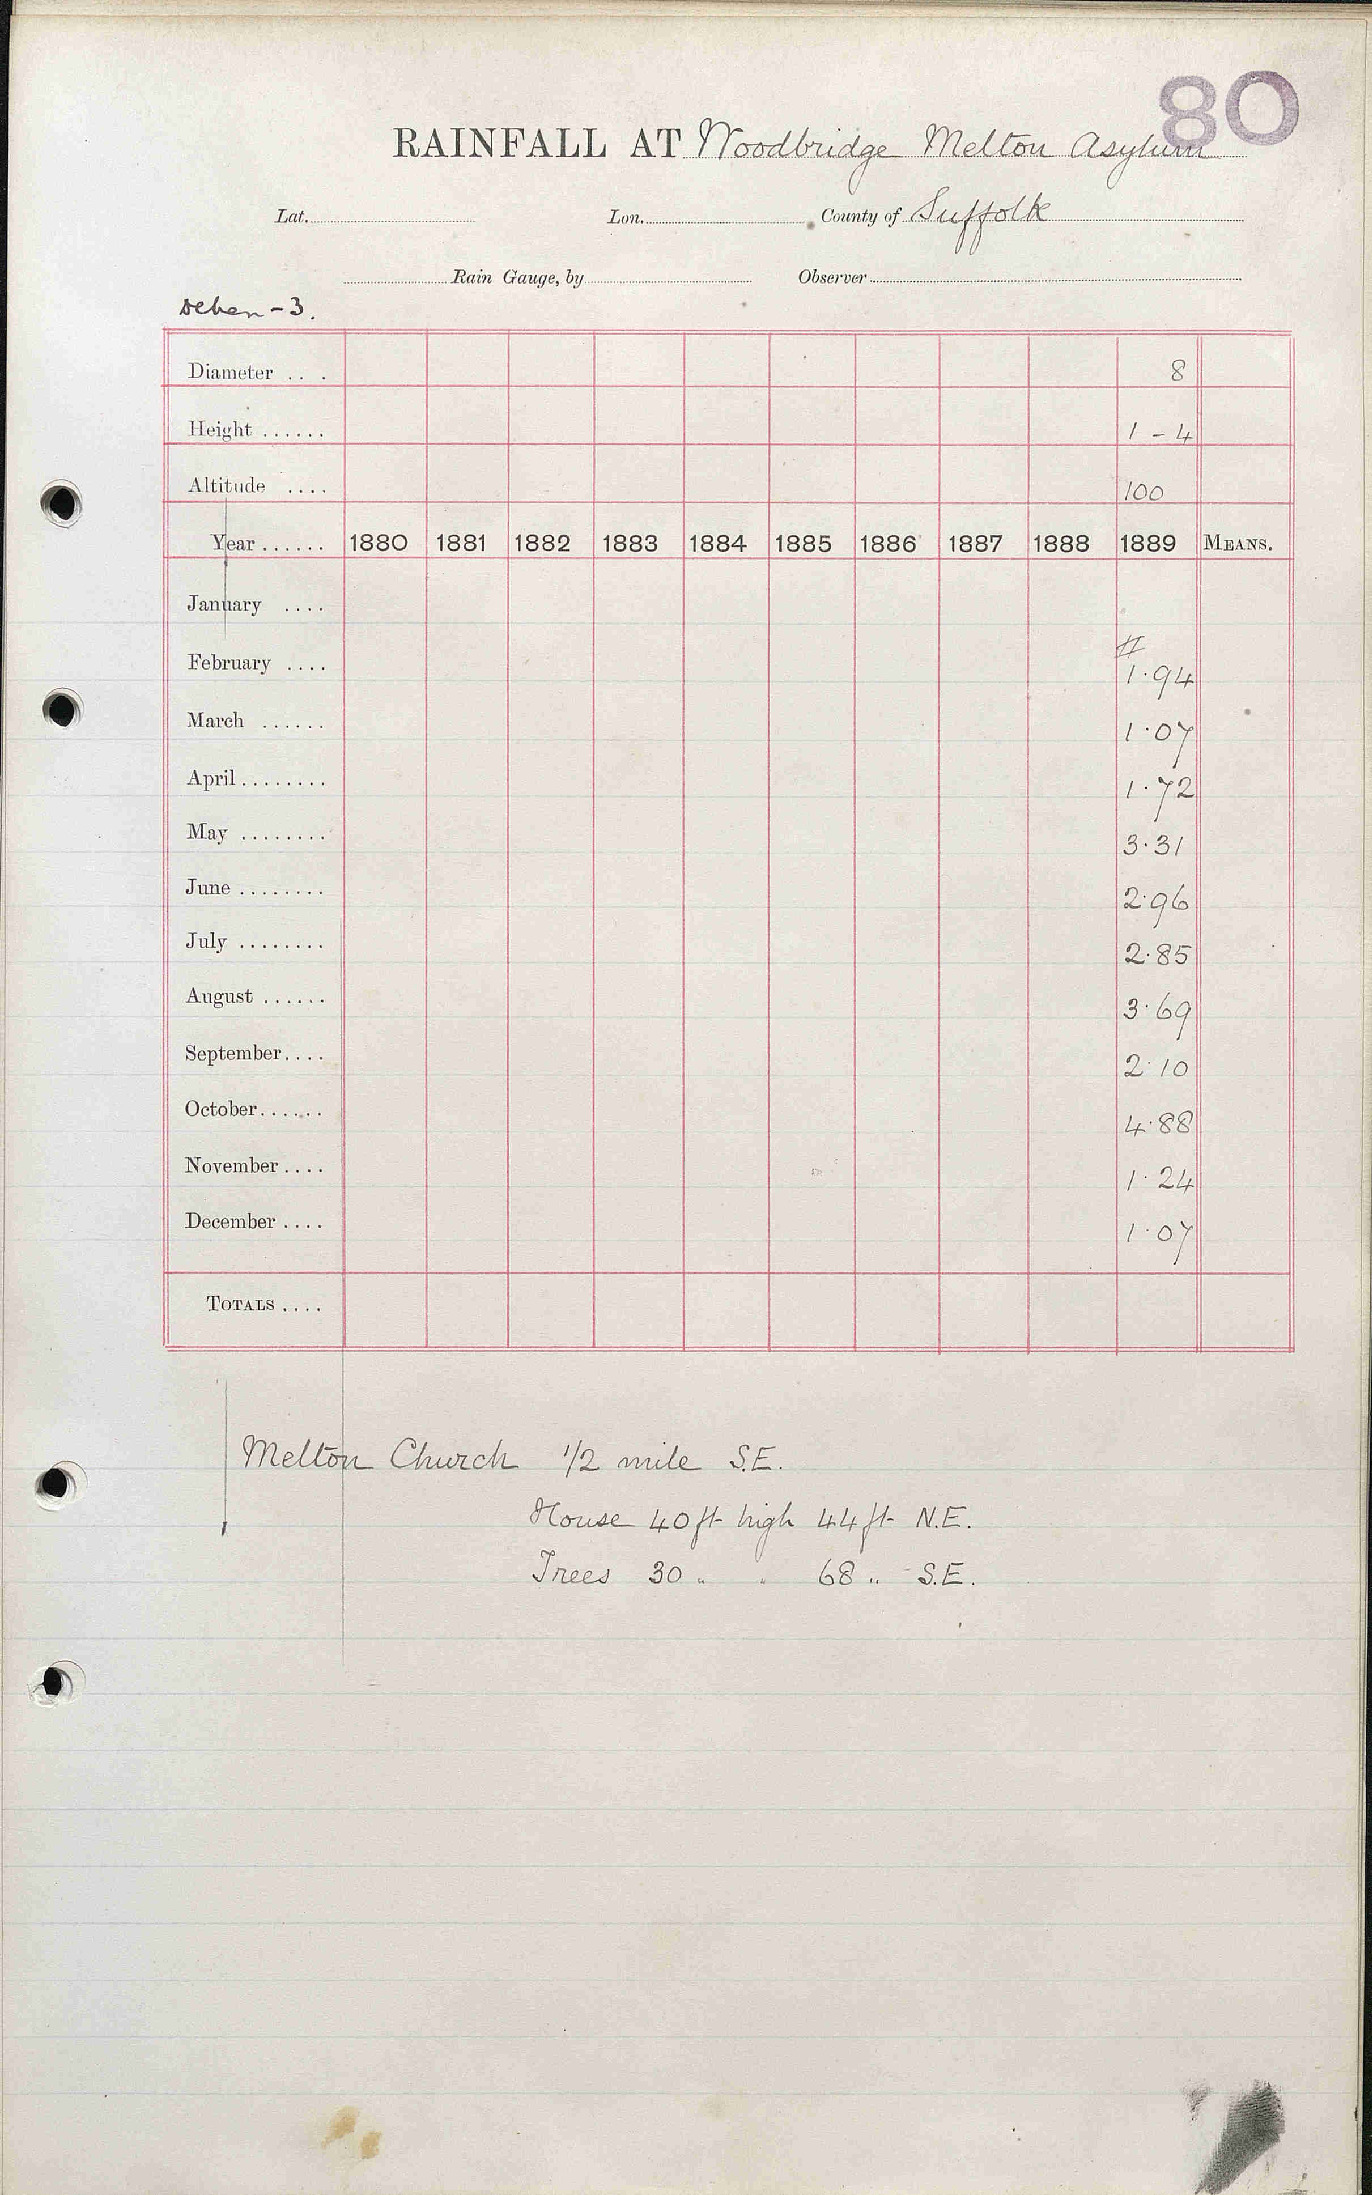 80
RAINFALL AT Woodbridge Melton Asylum
Lat. Lon. County of Suffolk
Rain Gauge, by Observer
Deben - 3.
Diameter . . . 8
Height ...... 1 - 4
Altitude .... 100
Year ...... 1880 1881 1882 1883 1884 1885 1886 1887 1888 1889 MEANS.
January ....
February .... # 1.94
March ...... 1.07
April ........ 1.72
May ........ 3.31
June ........ 2.96
July ........ 2.85
August ...... 3.69
September .... 2.10
October ...... 4.88
November .... 1.24
December .... 1.07
TOTALS ....
Melton Church 1/2 mile S.E.
House 40 ft high 44 ft N.E.
Trees 30 " " 68 " S.E.